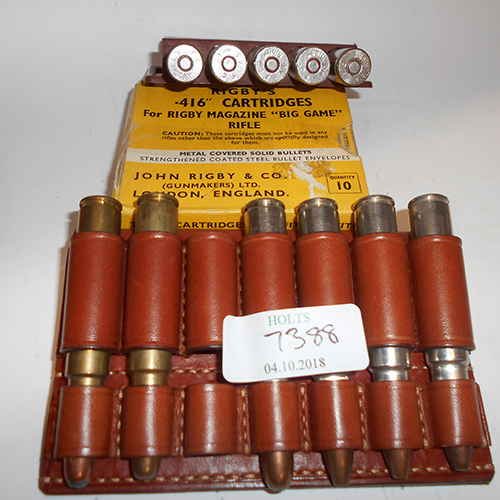 RIGBY'S
·416" CARTRIDGES
For RIGBY MAGAZINE "BIG GAME"
RIFLE
CAUTION: These cartridges must not be used in any
rifles other than the above which are specially designed
for them.
METAL COVERED SOLID BULLETS
STRENGTHENED COATED STEEL BULLET ENVELOPES
JOHN RIGBY & CO.
(GUNMAKERS) LTD.
LONDON, ENGLAND.
QUANTITY
10
CARTRIDGE
HOLTS
7388
04.10.2018